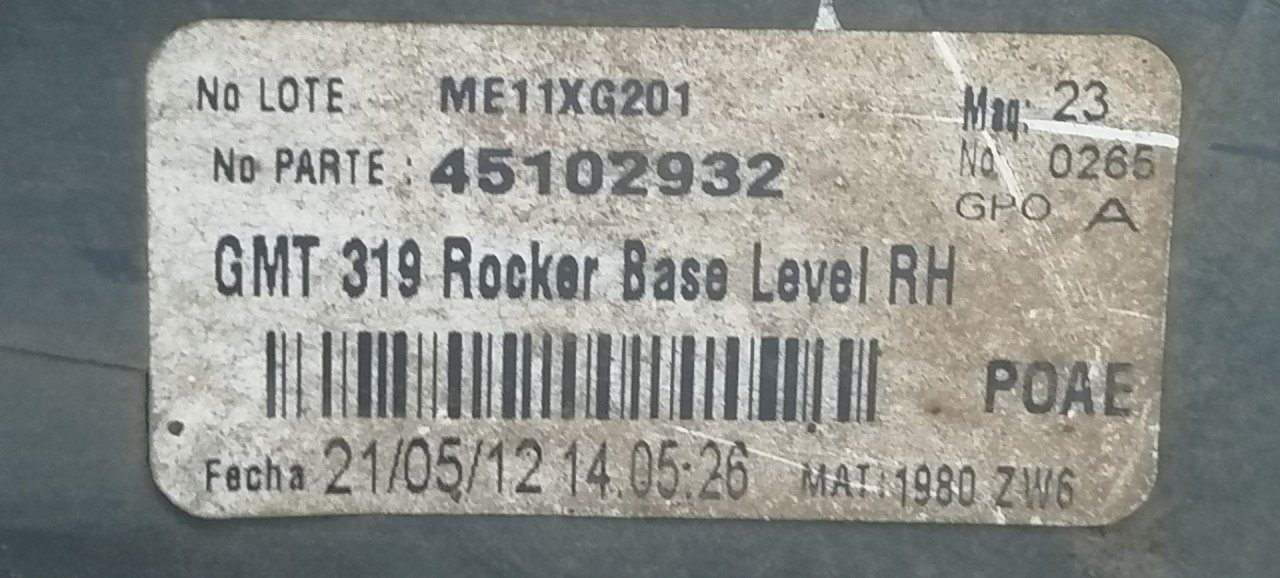 No LOTE ME11XG201 Maq: 23
No PARTE : 45102932 No. 0265
GPO A
GMT 319 Rocker Base Level RH
POAE
Fecha 21/05/12 14.05:26 MAT: 1980 ZW6